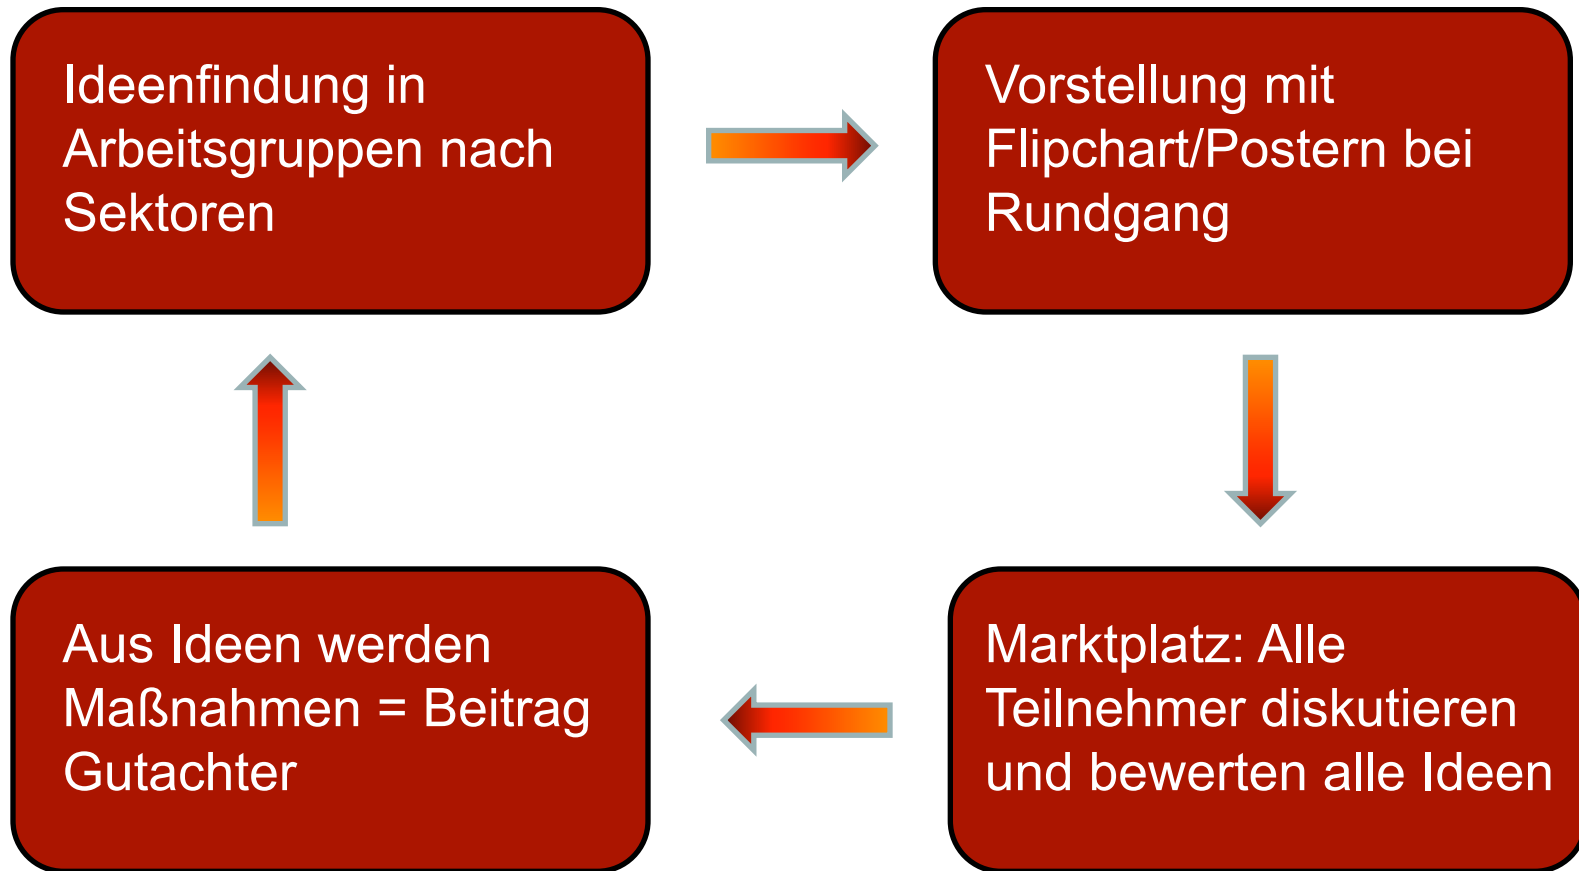 Ideenfindung in
Arbeitsgruppen nach
Sektoren
Vorstellung mit
Flipchart/Postern bei
Rundgang
Marktplatz: Alle
Teilnehmer diskutieren
und bewerten alle Ideen
Aus Ideen werden
Maßnahmen = Beitrag
Gutachter